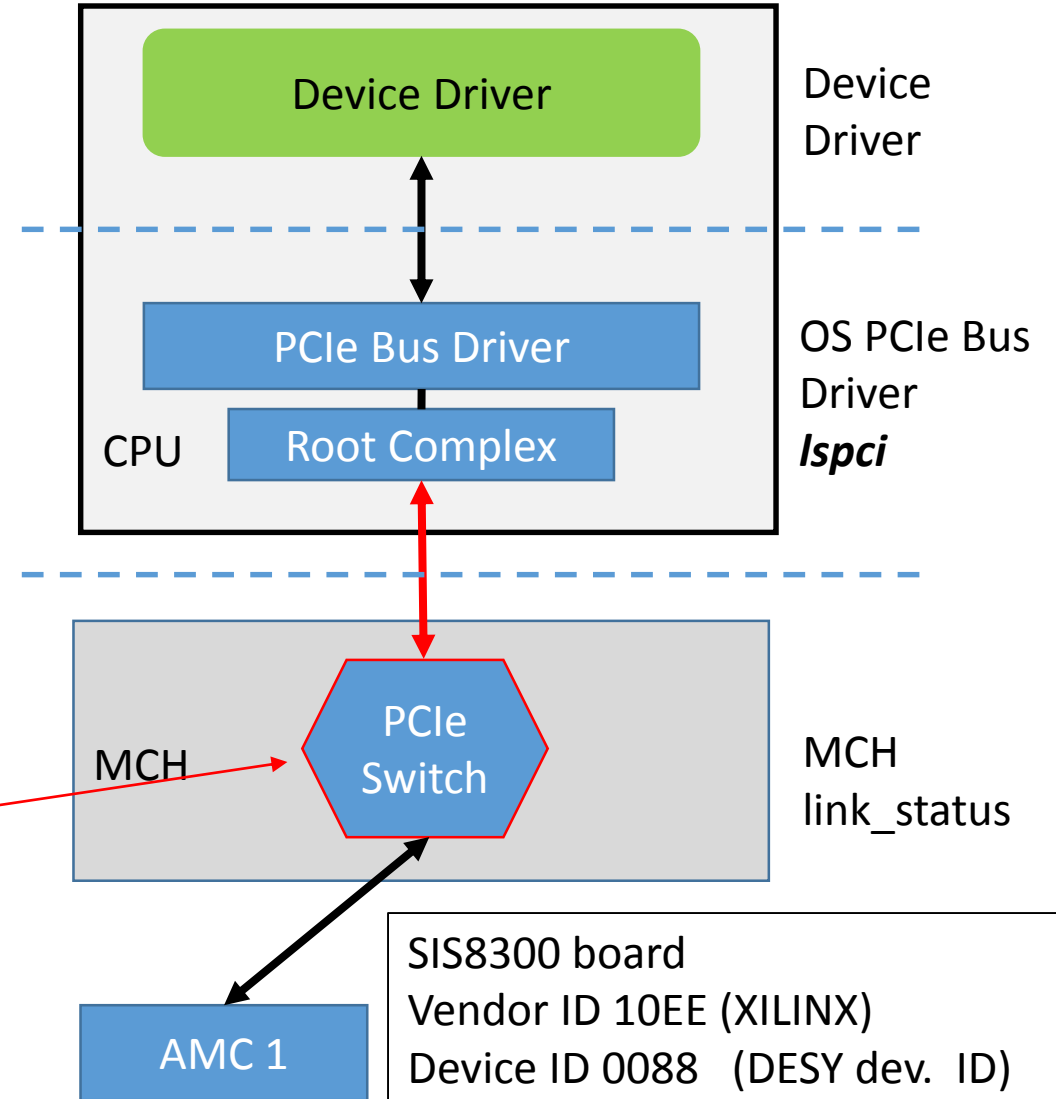 Device Driver
Device
Driver
PCIe Bus Driver
OS PCIe Bus
Driver
lspci
CPU
Root Complex
PCIe
Switch
MCH
MCH
link_status
SIS8300 board
Vendor ID 10EE (XILINX)
Device ID 0088 (DESY dev. ID)
AMC 1